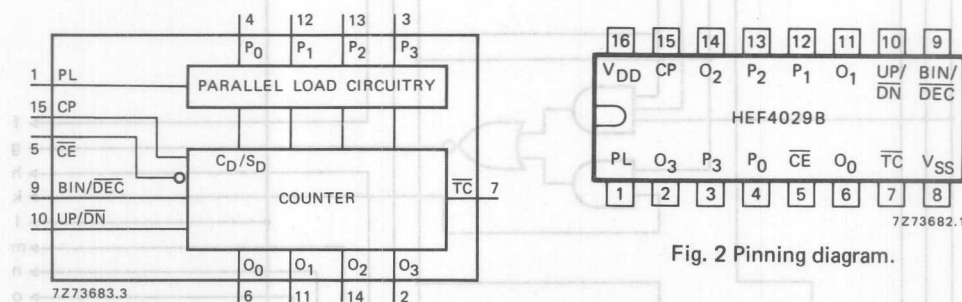 4 12 13 3
P0 P1 P2 P3
1 PL
PARALLEL LOAD CIRCUITRY
15 CP
CD/SD
5 CE
9 BIN/DEC
COUNTER
TC 7
10 UP/DN
O0 O1 O2 O3
7Z73683.3
6 11 14 2
16 15 14 13 12 11 10 9
VDD CP O2 P2 P1 O1 UP/DN BIN/DEC
HEF4029B
PL O3 P3 P0 CE O0 TC VSS
1 2 3 4 5 6 7 8
7Z73682.1
Fig. 2 Pinning diagram.